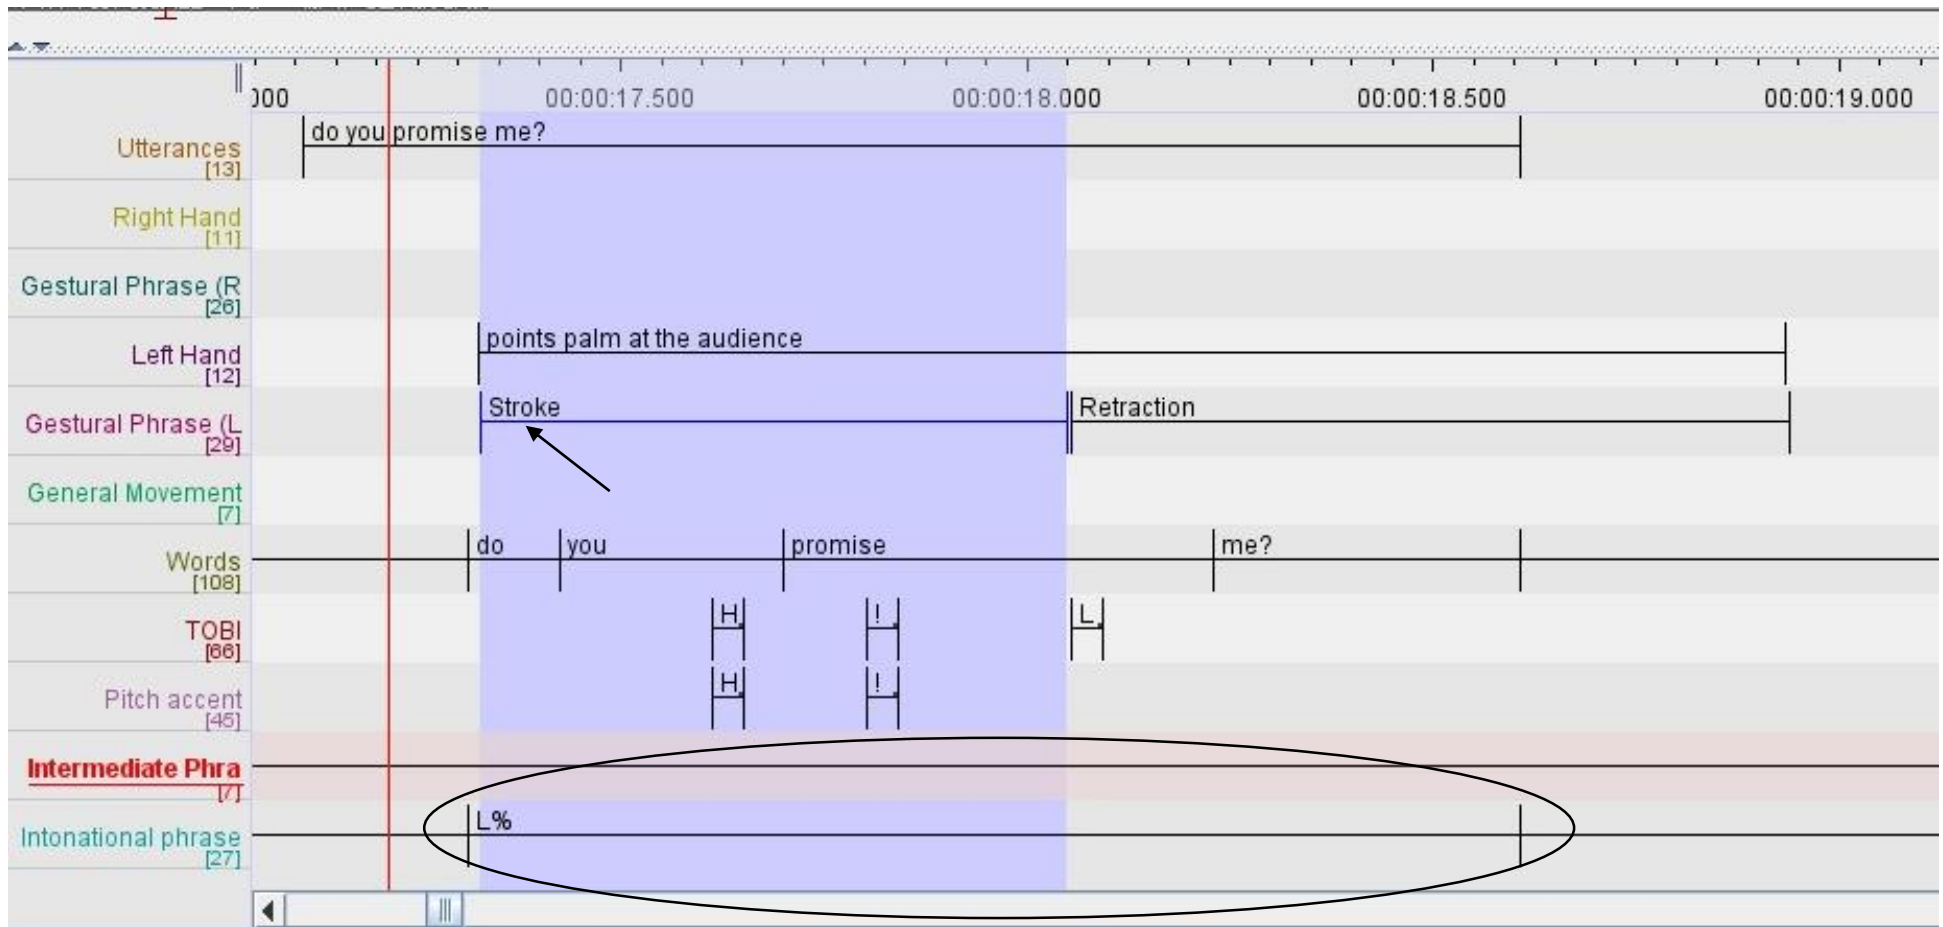 000 00:00:17.500 00:00:18.000 00:00:18.500 00:00:19.000
Utterances do you promise me?
[13]
Right Hand
[11]
Gestural Phrase (R
[26]
Left Hand points palm at the audience
[12]
Gestural Phrase (L Stroke Retraction
[29]
General Movement
[7]
Words do you promise me?
[108]
TOBI H. ! . L.
[66]
Pitch accent H. ! .
[45]
Intermediate Phra
[7]
Intonational phrase L%
[27]